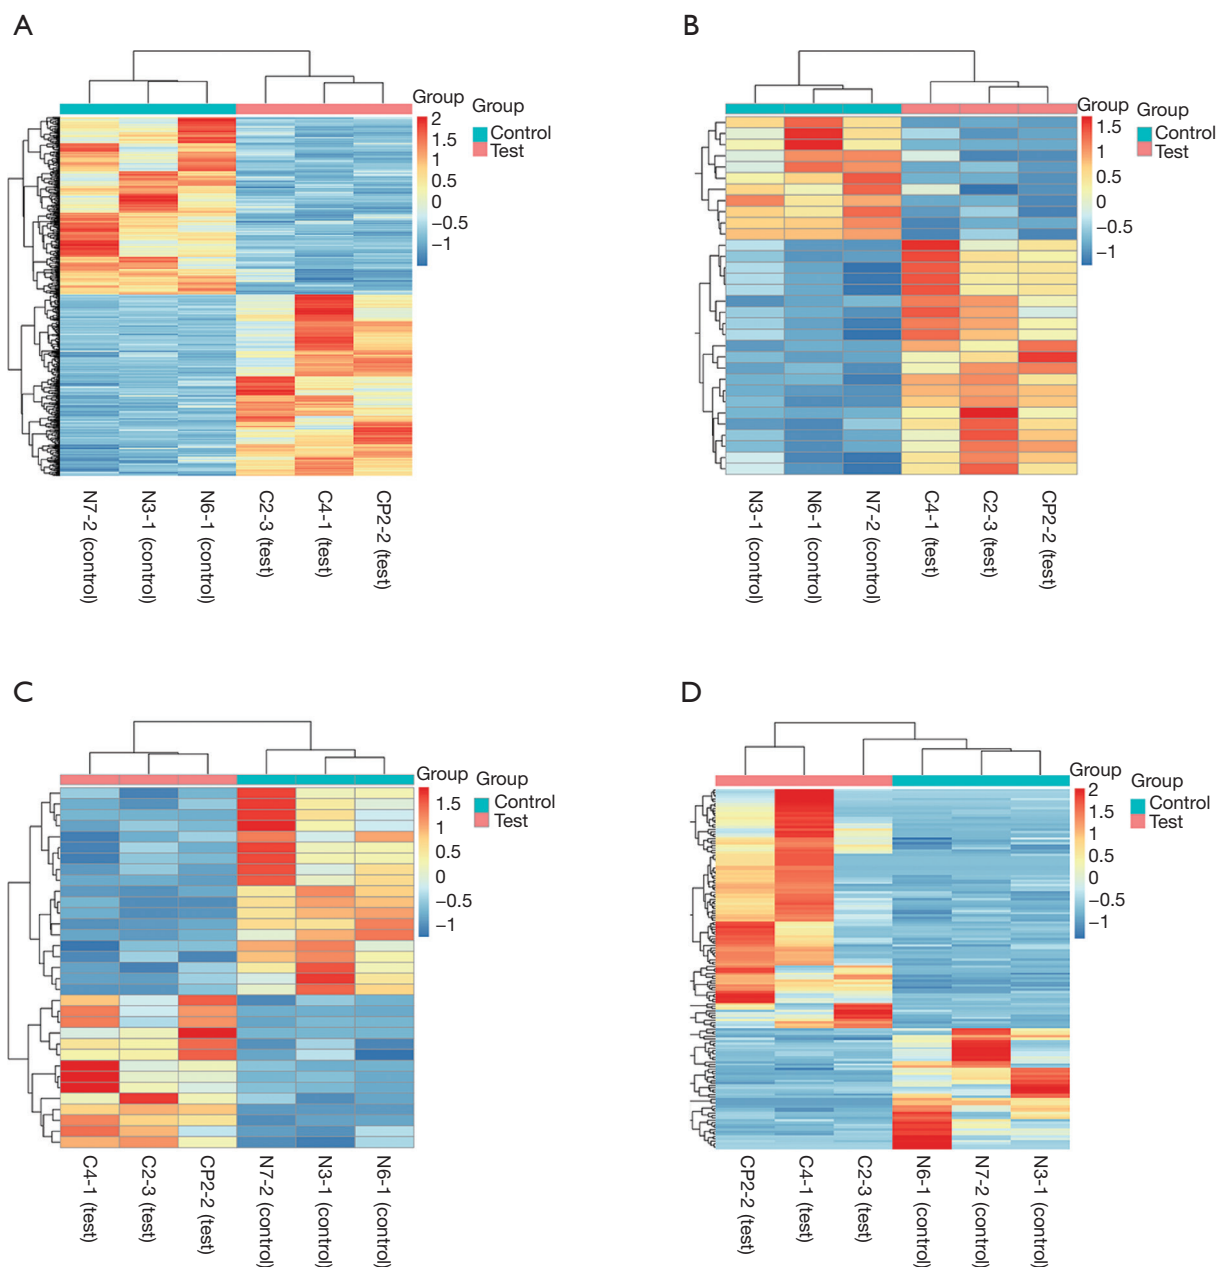 A
Group
Group
2
1.5
1
0.5
0
−0.5
−1
Control
Test
N7-2 (control)
N3-1 (control)
N6-1 (control)
C2-3 (test)
C4-1 (test)
CP2-2 (test)
B
Group
Group
1.5
1
0.5
0
−0.5
−1
Control
Test
N3-1 (control)
N6-1 (control)
N7-2 (control)
C4-1 (test)
C2-3 (test)
CP2-2 (test)
C
Group
Group
1.5
1
0.5
0
−0.5
−1
Control
Test
C4-1 (test)
C2-3 (test)
CP2-2 (test)
N7-2 (control)
N3-1 (control)
N6-1 (control)
D
Group
Group
2
1.5
1
0.5
0
−0.5
−1
Control
Test
CP2-2 (test)
C4-1 (test)
C2-3 (test)
N6-1 (control)
N7-2 (control)
N3-1 (control)